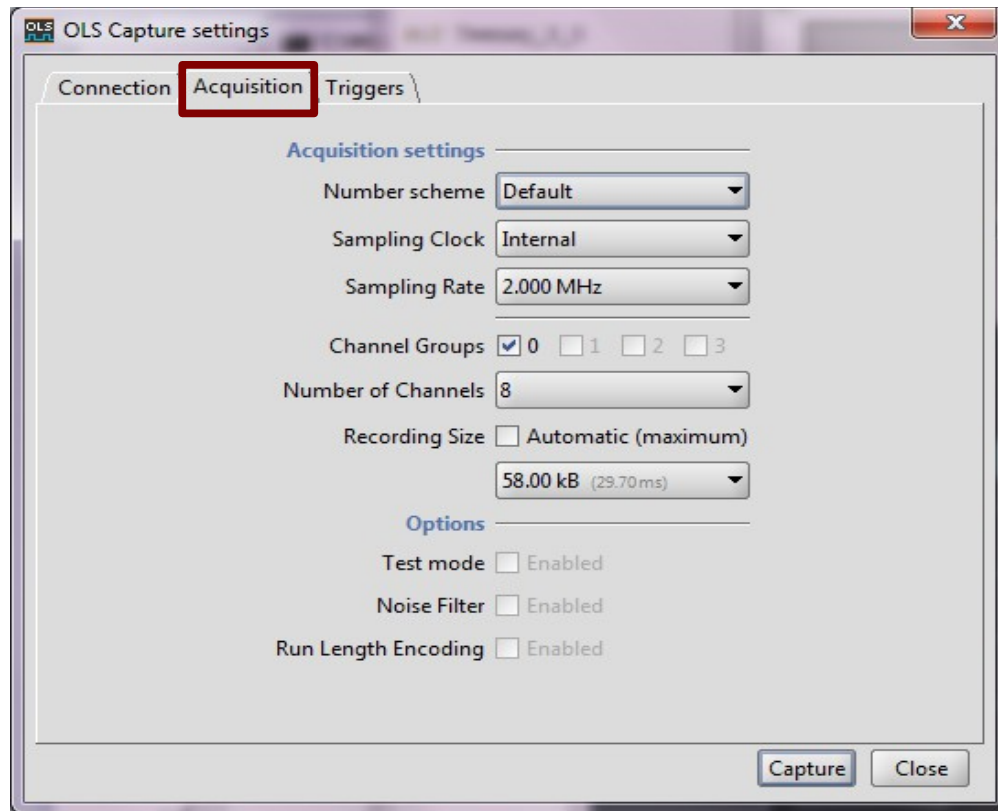 OLS OLS Capture settings
Connection Acquisition Triggers
Acquisition settings
Number scheme Default
Sampling Clock Internal
Sampling Rate 2.000 MHz
Channel Groups 0 1 2 3
Number of Channels 8
Recording Size Automatic (maximum)
58.00 kB (29.70ms)
Options
Test mode Enabled
Noise Filter Enabled
Run Length Encoding Enabled
Capture Close